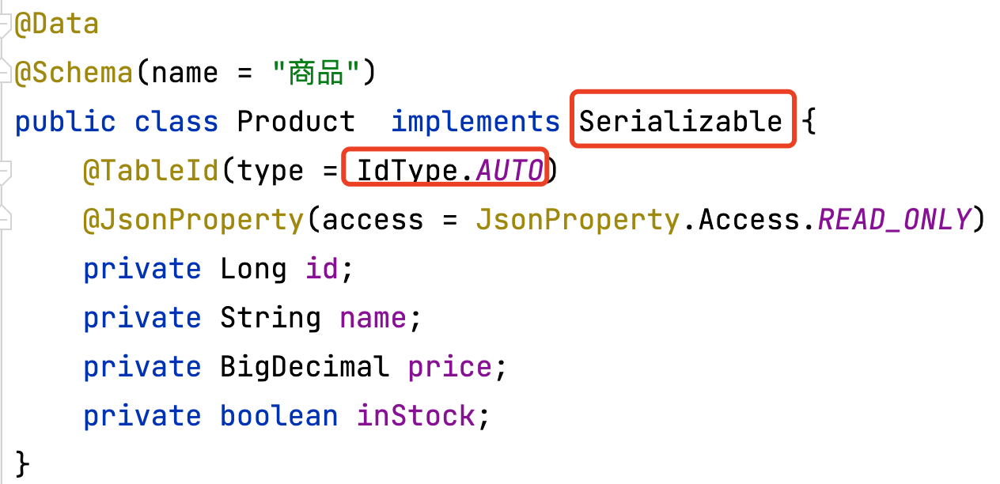 @Data
@Schema(name = "商品")
public class Product  implements Serializable {
    @TableId(type = IdType.AUTO)
    @JsonProperty(access = JsonProperty.Access.READ_ONLY)
    private Long id;
    private String name;
    private BigDecimal price;
    private boolean inStock;
}